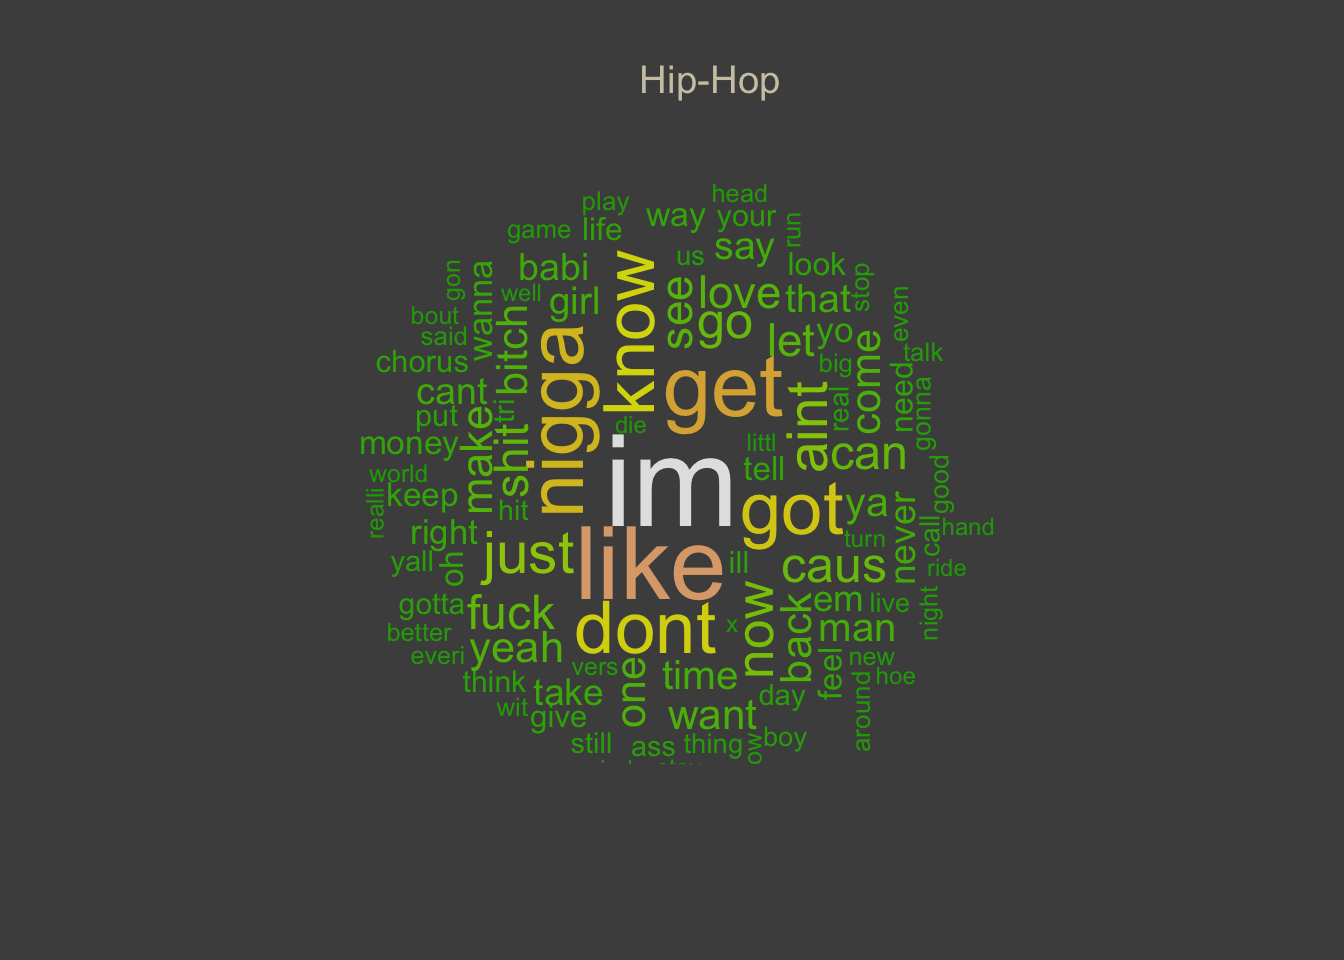 Hip-Hop
head
play
way
your
game
life
run
say
us
look
babi
know
gon
wanna
well
girl
see
love
that
stop
even
bout
said
bitch
go
let
yo
chorus
nigga
get
big
come
talk
cant
tri
die
aint
real
need
gonna
put
make
money
shit
im
littl
tell
can
world
keep
realli
hit
got
ya
never
good
call
hand
right
oh
just
like
ill
turn
yall
caus
ride
gotta
fuck
dont
x
now
back
em
live
night
better
man
everi
yeah
vers
one
time
feel
new
hoe
think
take
day
around
wit
give
want
still
ass
thing
ow
boy